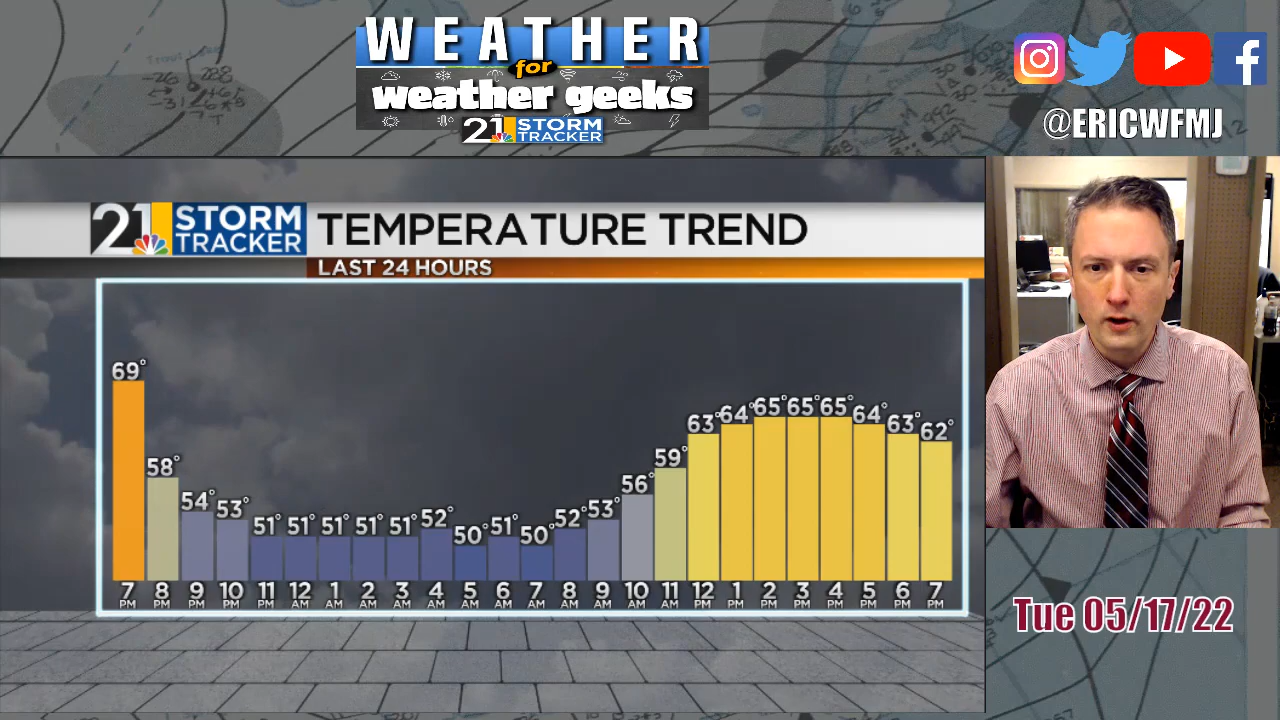 WEATHER
for
weather geeks
21 STORM
TRACKER
@ERICWFMJ
21 STORM
TRACKER
TEMPERATURE TREND
LAST 24 HOURS
69° 58° 54° 53° 51° 51° 51° 51° 51° 52° 50° 51° 50° 52° 53° 56° 59° 63° 64° 65° 65° 65° 64° 63° 62°
7 8 9 10 11 12 1 2 3 4 5 6 7 8 9 10 11 12 1 2 3 4 5 6 7
PM PM PM PM PM AM AM AM AM AM AM AM AM AM AM AM AM PM PM PM PM PM PM PM PM
Tue 05/17/22